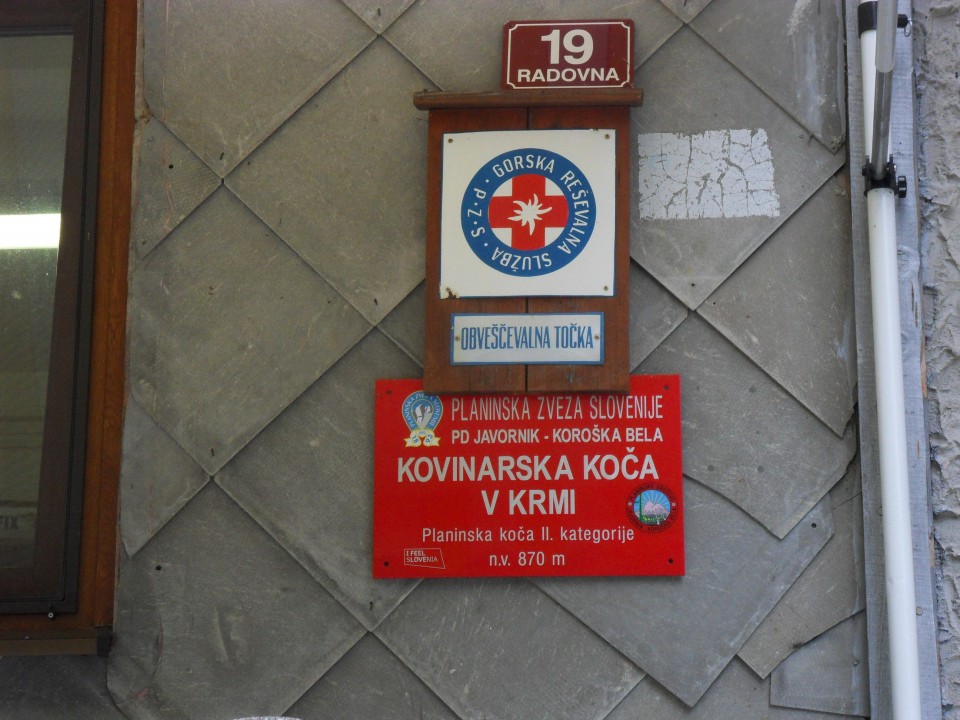 19
RADOVNA
GORSKA REŠEVALNA SLUŽBA
· P · Z · S ·
OBVEŠČEVALNA TOČKA
PLANINSKA ZVEZA SLOVENIJE
PD JAVORNIK - KOROŠKA BELA
KOVINARSKA KOČA
V KRMI
Planinska koča II. kategorije
n.v. 870 m
I FEEL
SLOVENIA